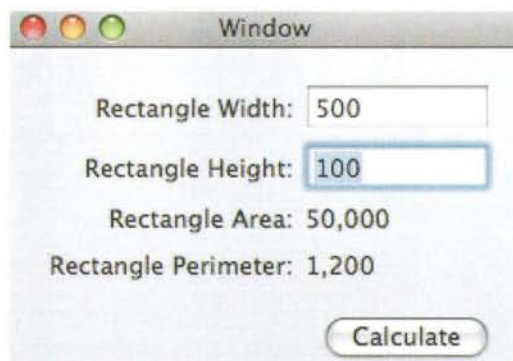 Window
Rectangle Width: 500
Rectangle Height: 100
Rectangle Area: 50,000
Rectangle Perimeter: 1,200
Calculate